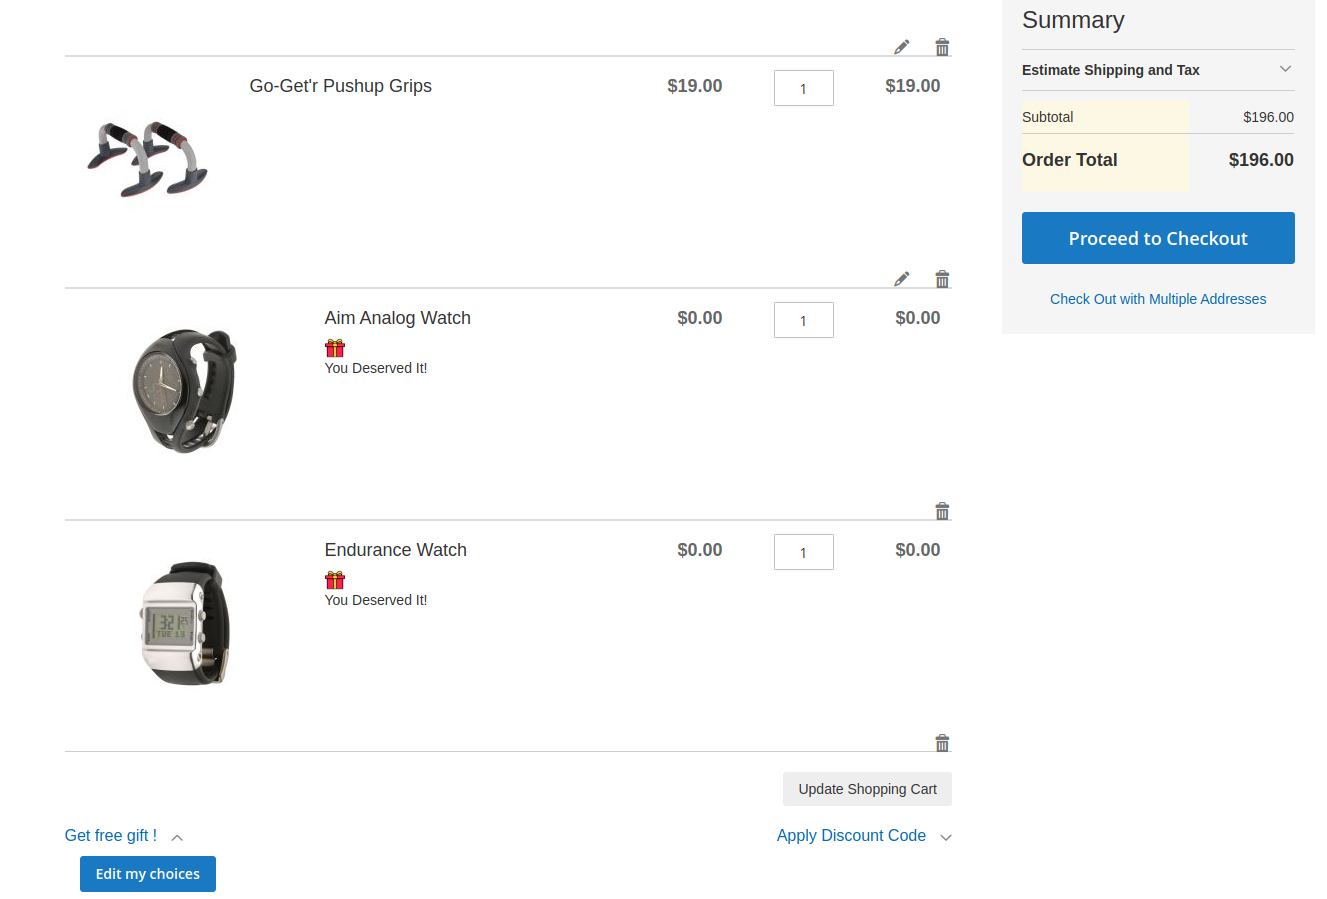 Summary
Estimate Shipping and Tax
Subtotal $196.00
Order Total $196.00
Proceed to Checkout
Check Out with Multiple Addresses
Go-Get'r Pushup Grips $19.00 1 $19.00
Aim Analog Watch $0.00 1 $0.00
You Deserved It!
Endurance Watch $0.00 1 $0.00
You Deserved It!
Update Shopping Cart
Get free gift ! Apply Discount Code
Edit my choices